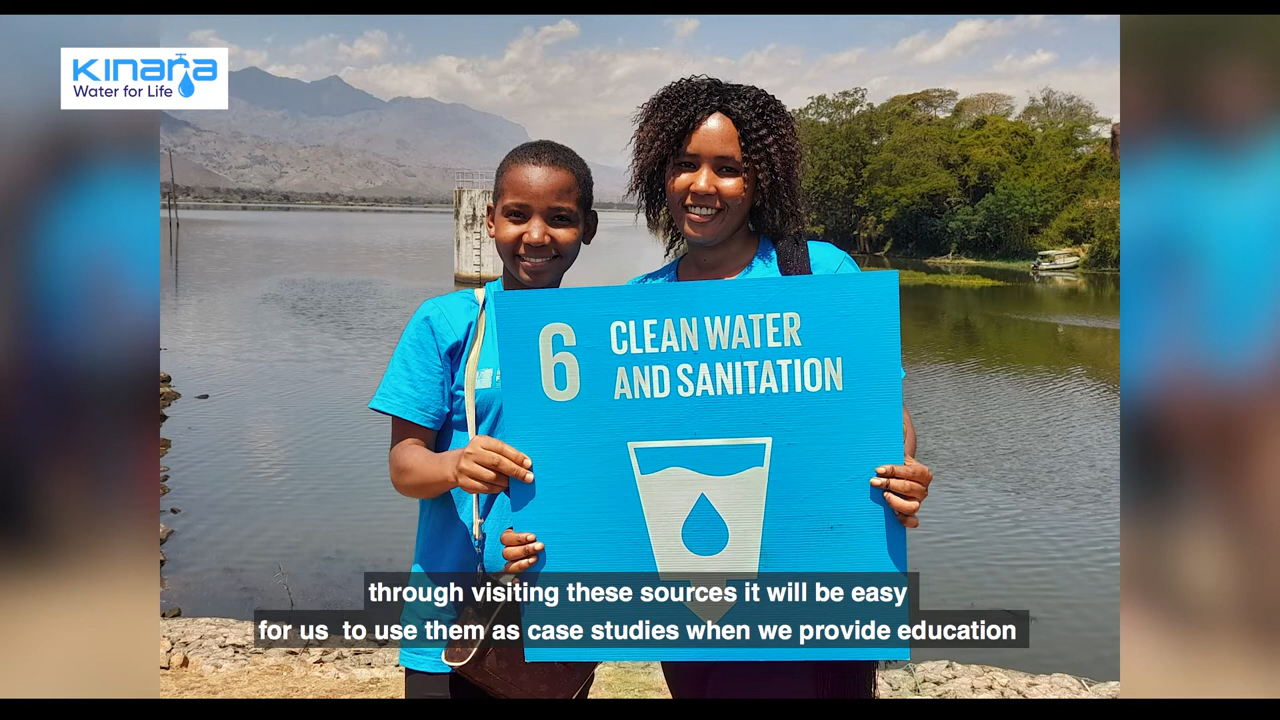 Kinara
Water for Life
6
CLEAN WATER
AND SANITATION
through visiting these sources it will be easy
for us to use them as case studies when we provide education